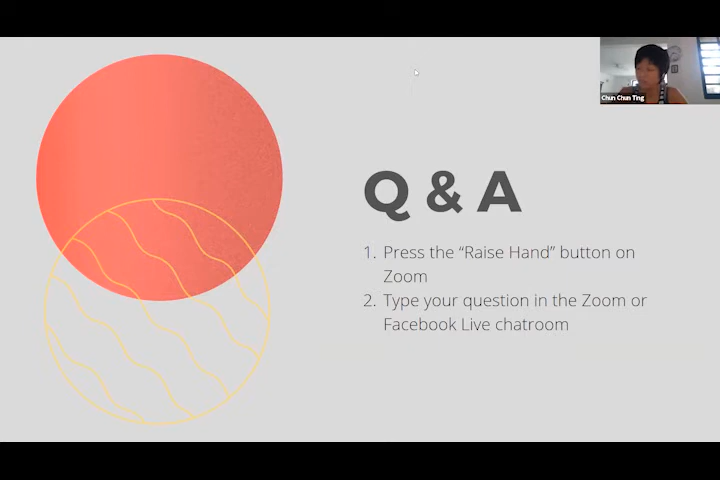 Chun Chun Ting
Q & A
1. Press the “Raise Hand” button on
Zoom
2. Type your question in the Zoom or
Facebook Live chatroom